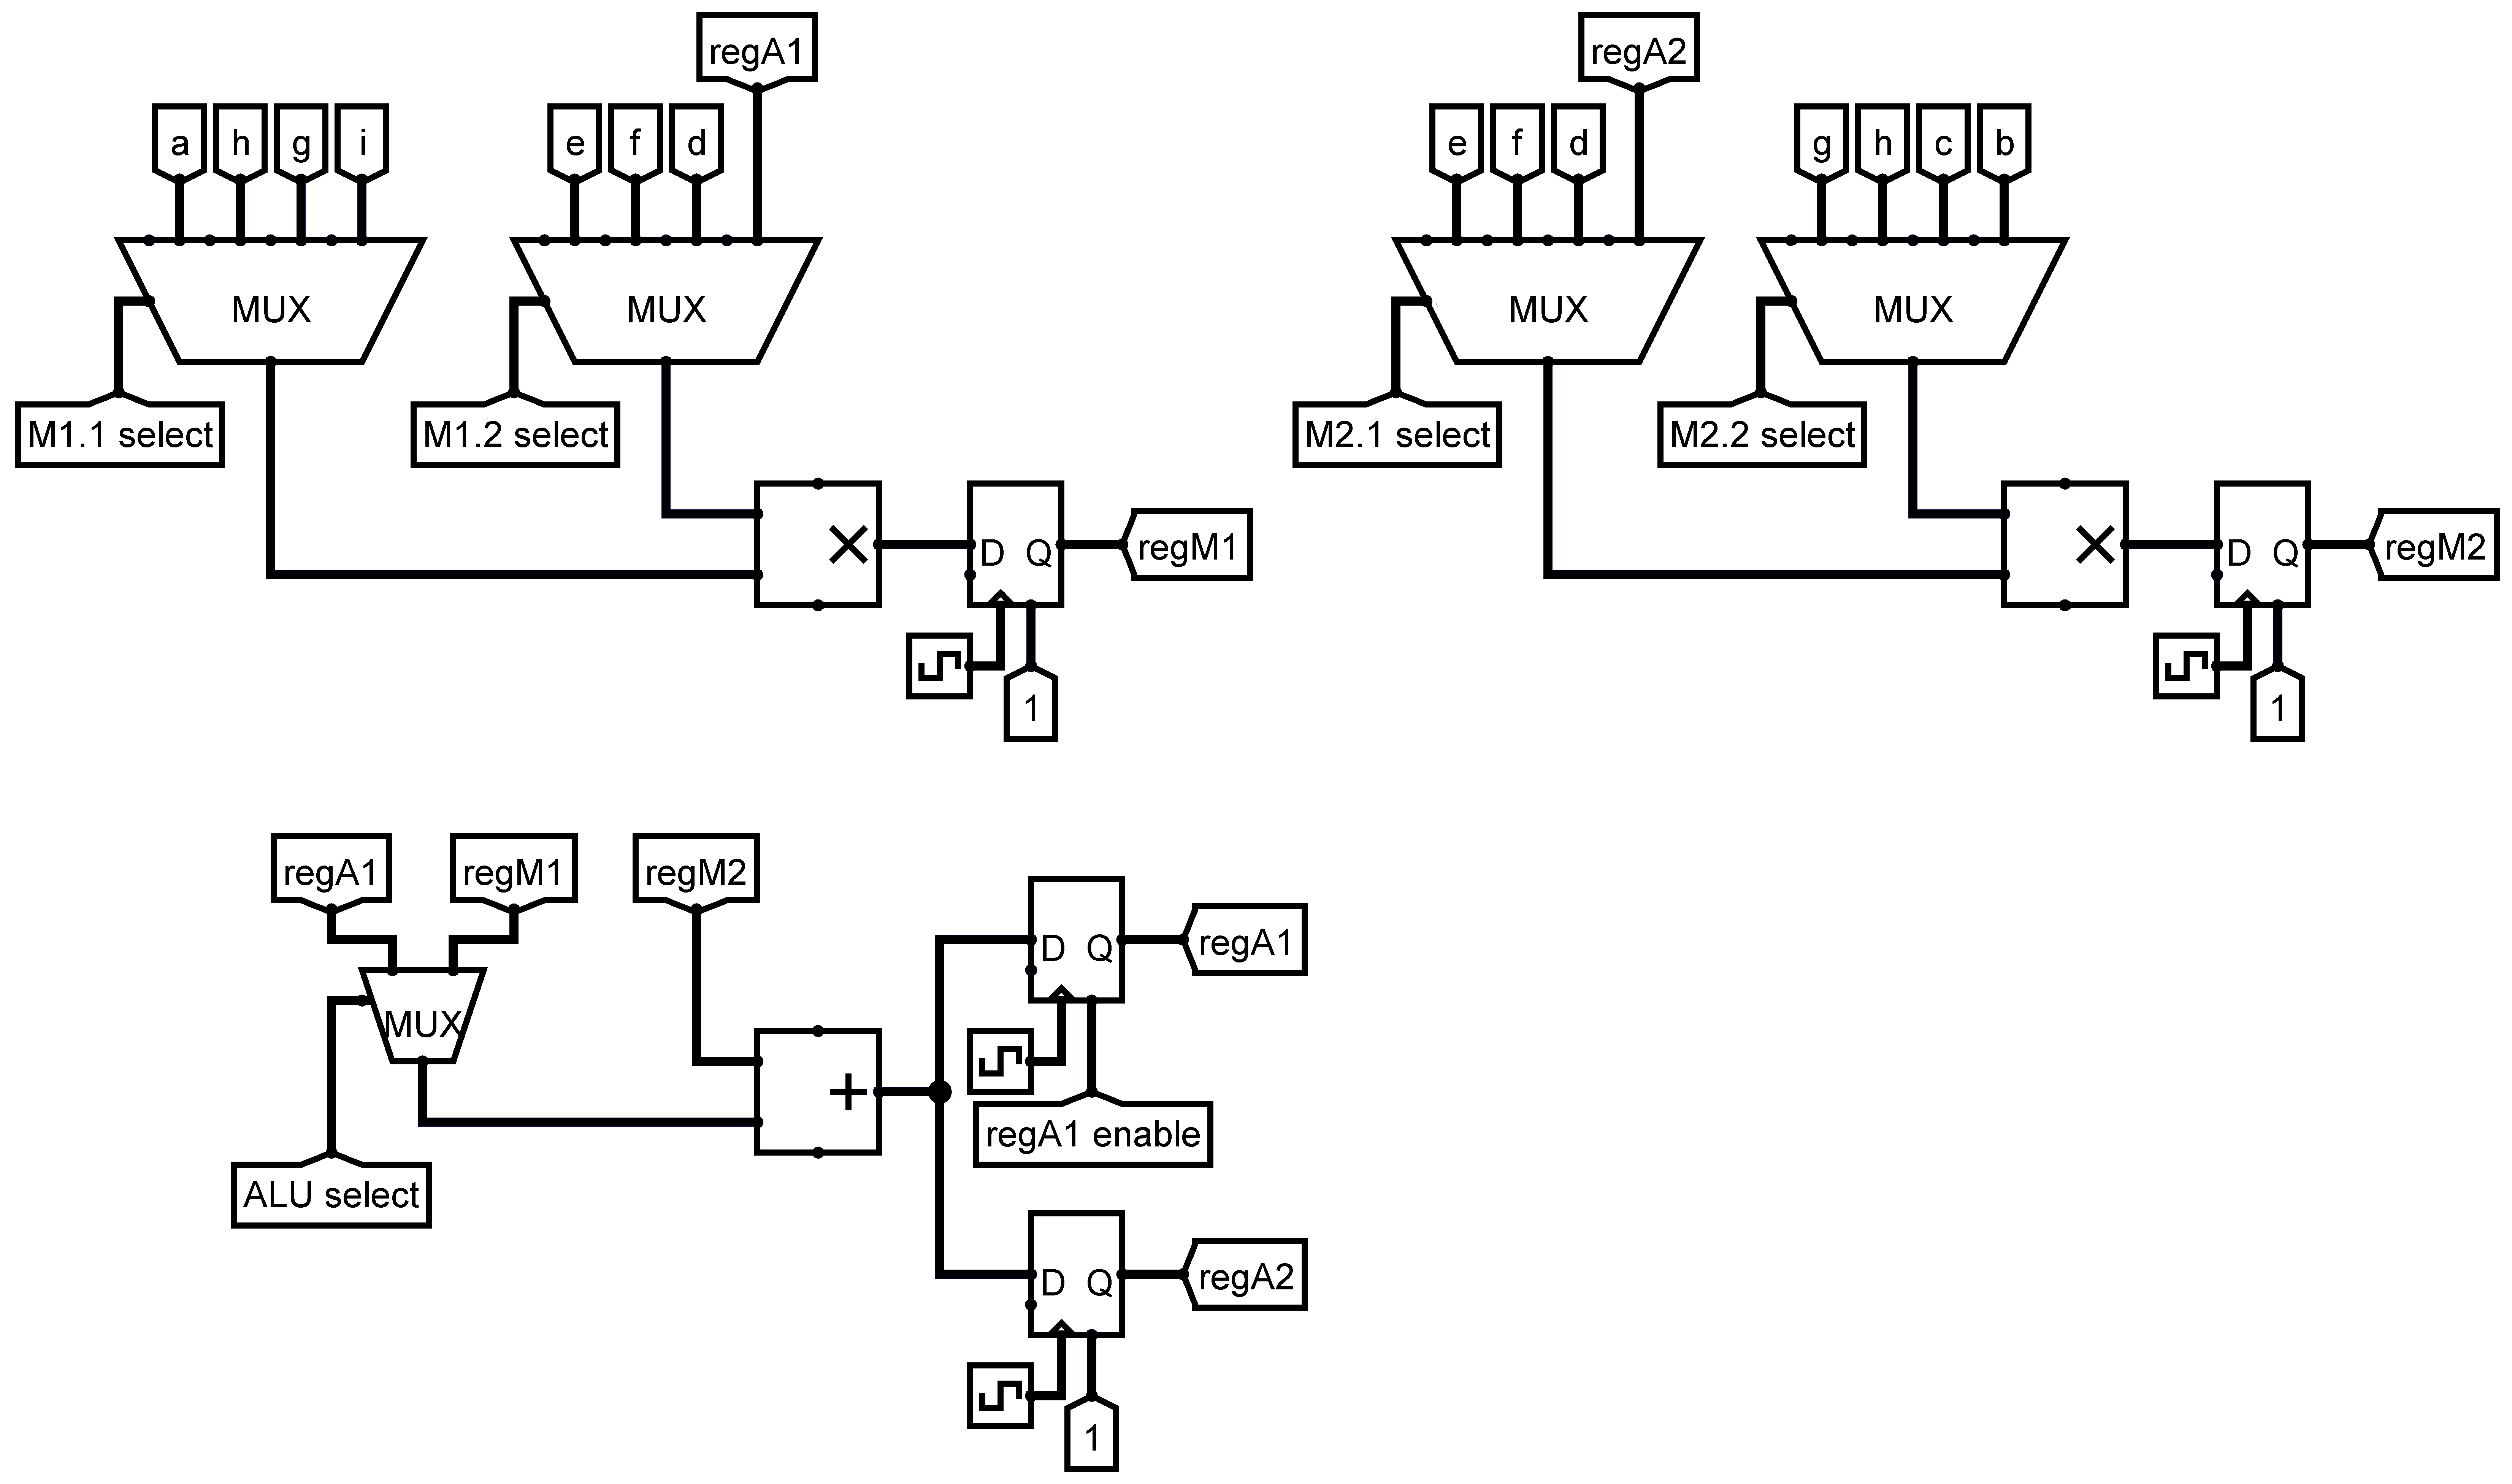 regA1
regA2
a h g i
e f d
e f d
g h c b
MUX
MUX
MUX
MUX
M1.1 select
M1.2 select
M2.1 select
M2.2 select
D Q
regM1
D Q
regM2
1
1
regA1
regM1
regM2
D Q
regA1
MUX
regA1 enable
ALU select
D Q
regA2
1